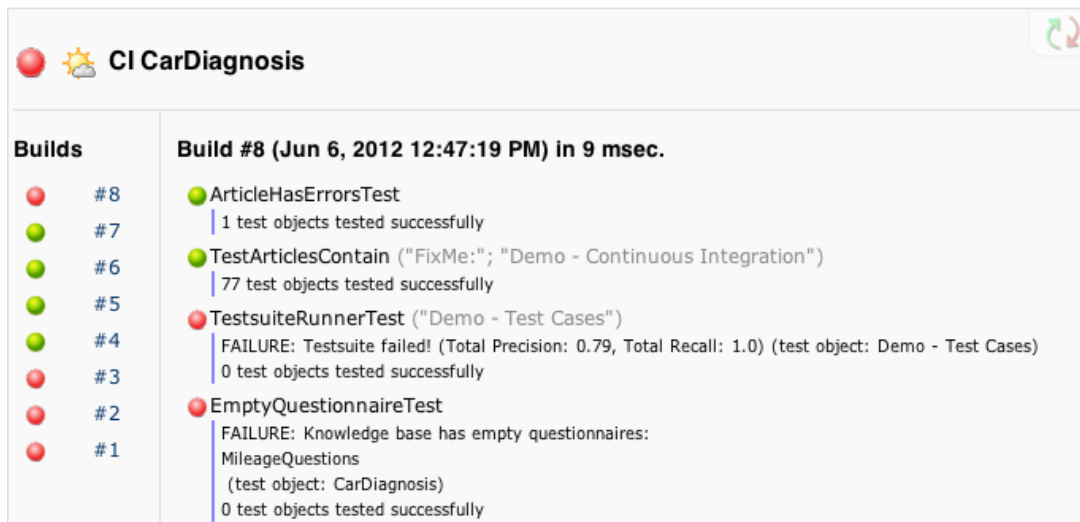 CI CarDiagnosis
Builds
#8
#7
#6
#5
#4
#3
#2
#1
Build #8 (Jun 6, 2012 12:47:19 PM) in 9 msec.
ArticleHasErrorsTest
1 test objects tested successfully
TestArticlesContain ("FixMe:"; "Demo - Continuous Integration")
77 test objects tested successfully
TestsuiteRunnerTest ("Demo - Test Cases")
FAILURE: Testsuite failed! (Total Precision: 0.79, Total Recall: 1.0) (test object: Demo - Test Cases)
0 test objects tested successfully
EmptyQuestionnaireTest
FAILURE: Knowledge base has empty questionnaires:
MileageQuestions
(test object: CarDiagnosis)
0 test objects tested successfully